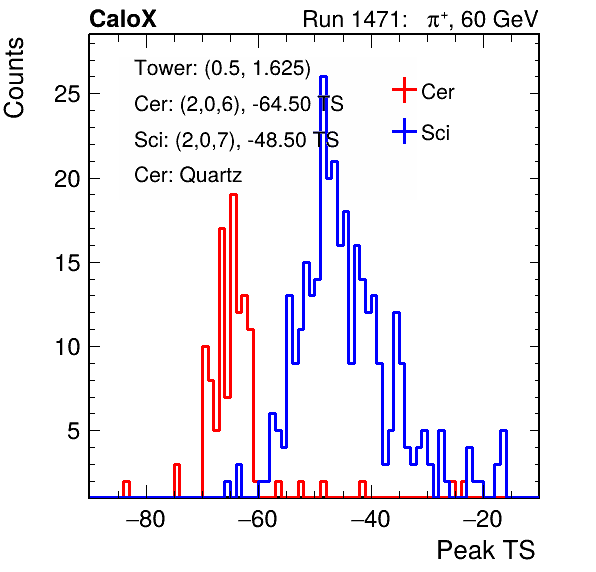 CaloX Run 1471: π⁺, 60 GeV
Counts
Tower: (0.5, 1.625)
Cer: (2,0,6), -64.50 TS
Sci: (2,0,7), -48.50 TS
Cer: Quartz
Cer
Sci
25
20
15
10
5
−80 −60 −40 −20
Peak TS